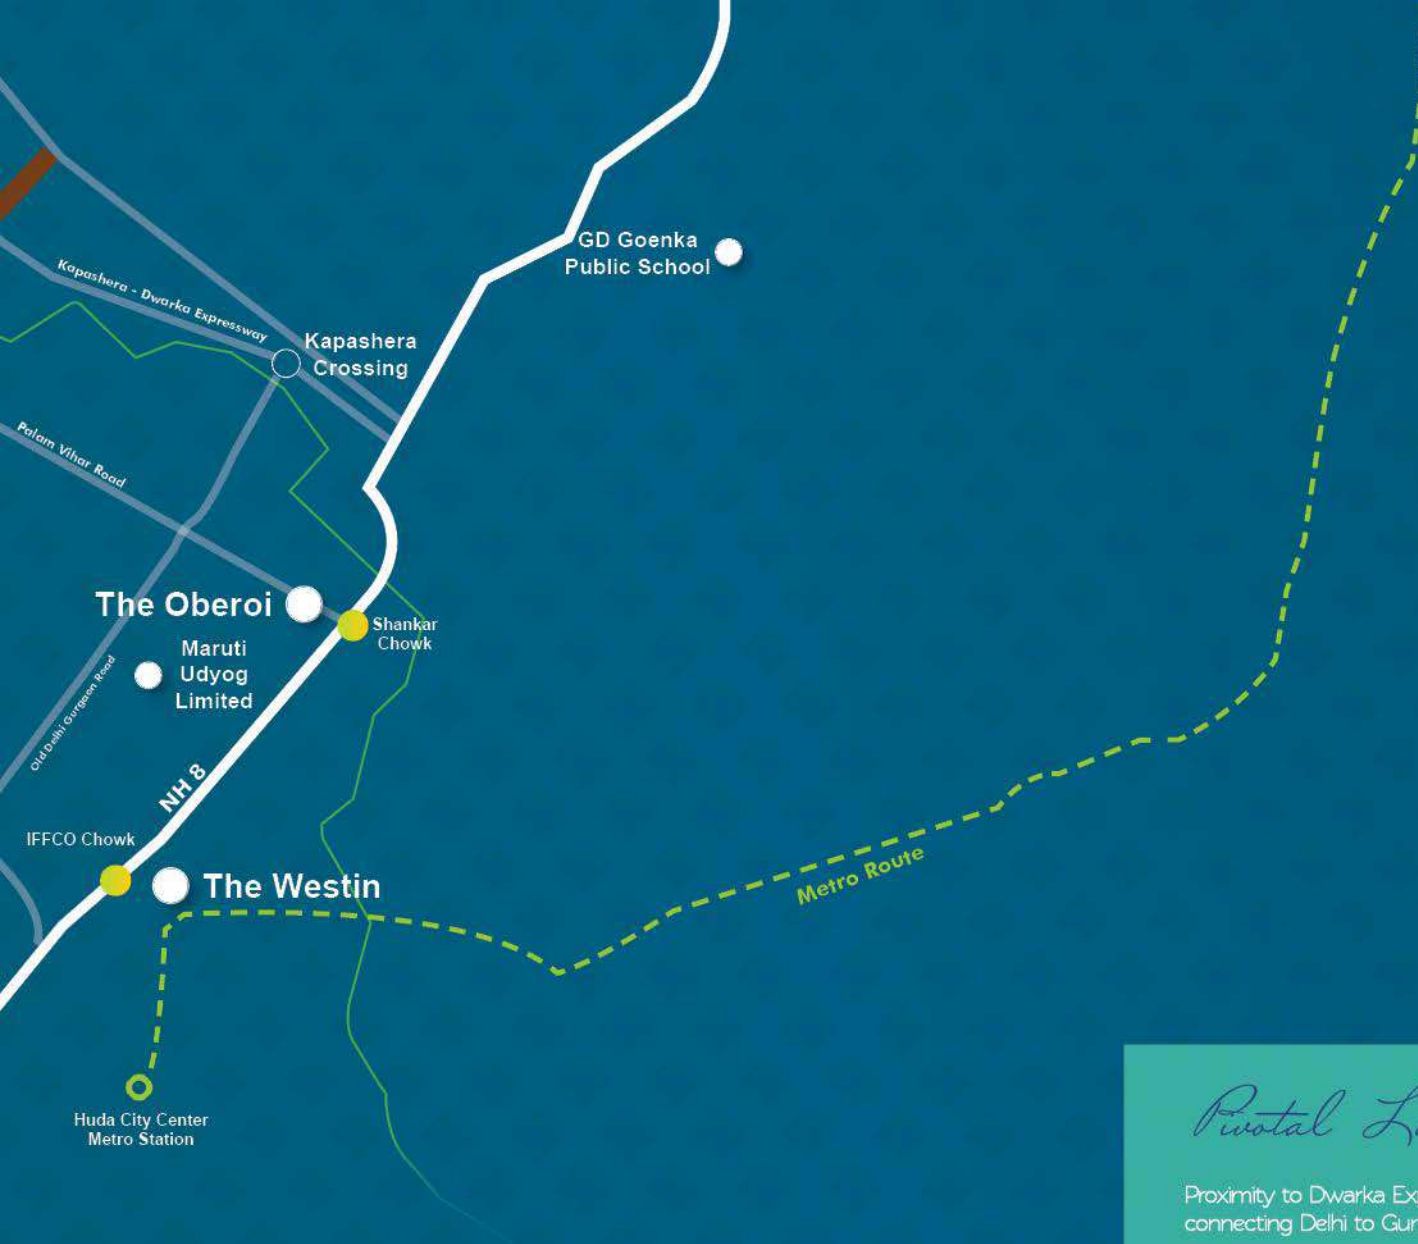 GD Goenka
Public School
Kapashera - Dwarka Expressway
Kapashera
Crossing
Palam Vihar Road
The Oberoi
Shankar
Chowk
Maruti
Udyog
Limited
Old Delhi Gurgaon Road
NH 8
IFFCO Chowk
The Westin
Metro Route
Huda City Center
Metro Station
Pivotal
Proximity to Dwarka Ex
connecting Delhi to Gur